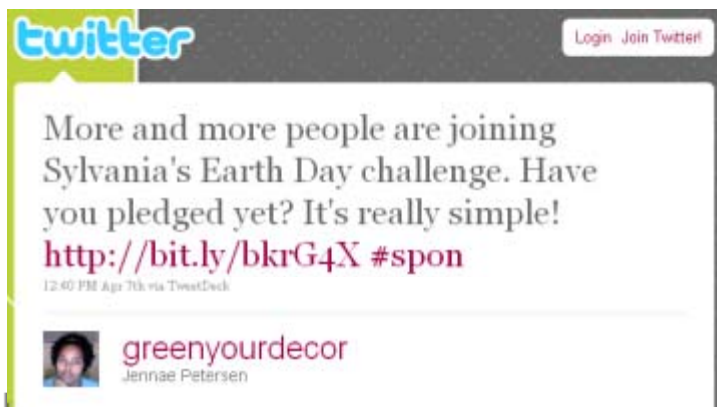 twitter
Login Join Twitter!
More and more people are joining
Sylvania's Earth Day challenge. Have
you pledged yet? It's really simple!
http://bit.ly/bkrG4X #spon
12:40 PM Apr 7th via TweetDeck
greenyourdecor
Jennae Petersen